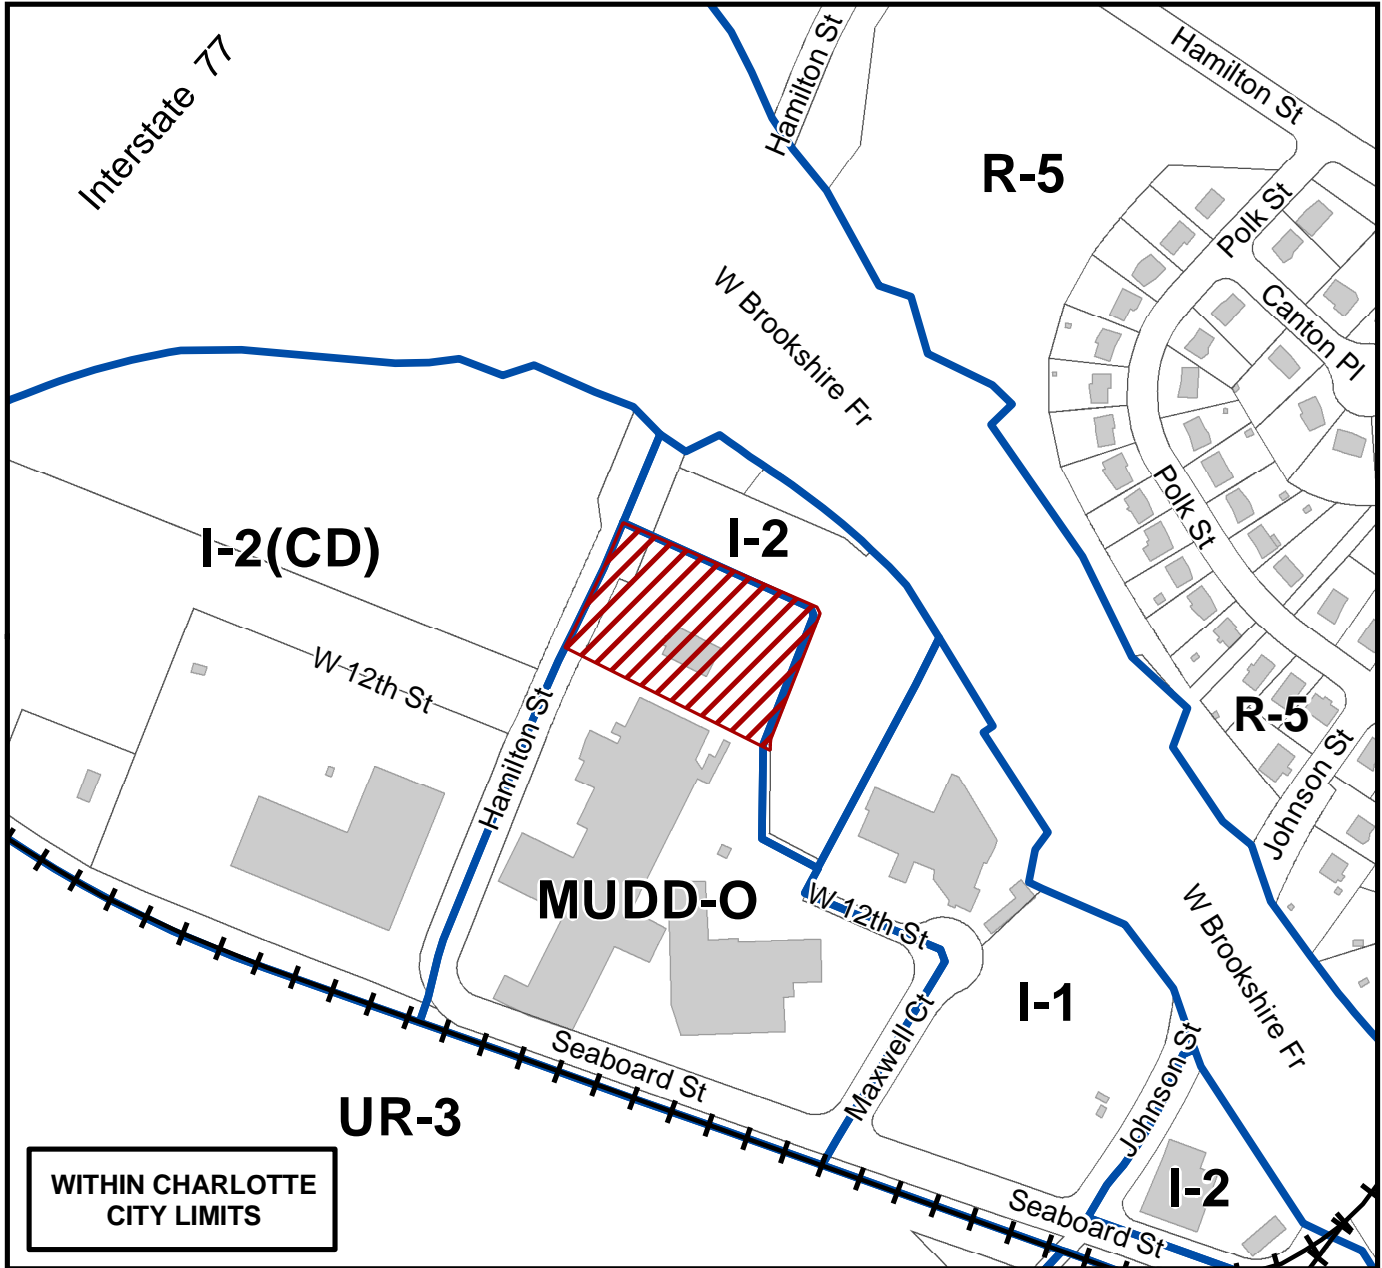 Interstate 77
Hamilton St
Hamilton St
R-5
Polk St
W Brookshire Fr
Canton Pl
I-2(CD)
I-2
Polk St
W 12th St
Hamilton St
R-5
Johnson St
MUDD-O
W 12th St
W Brookshire Fr
I-1
Maxwell Ct
Seaboard St
Johnson St
UR-3
I-2
Seaboard St
WITHIN CHARLOTTE
CITY LIMITS